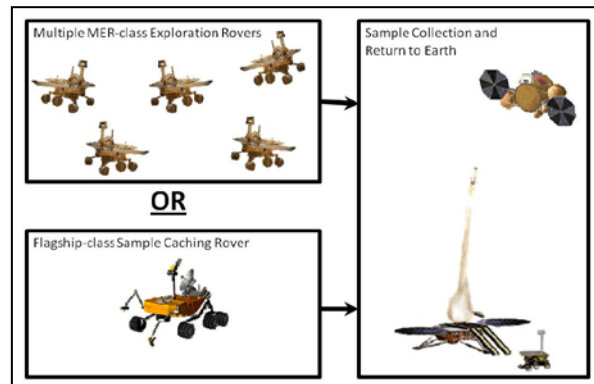 Multiple MER-class Exploration Rovers
Sample Collection and
Return to Earth
OR
Flagship-class Sample Caching Rover